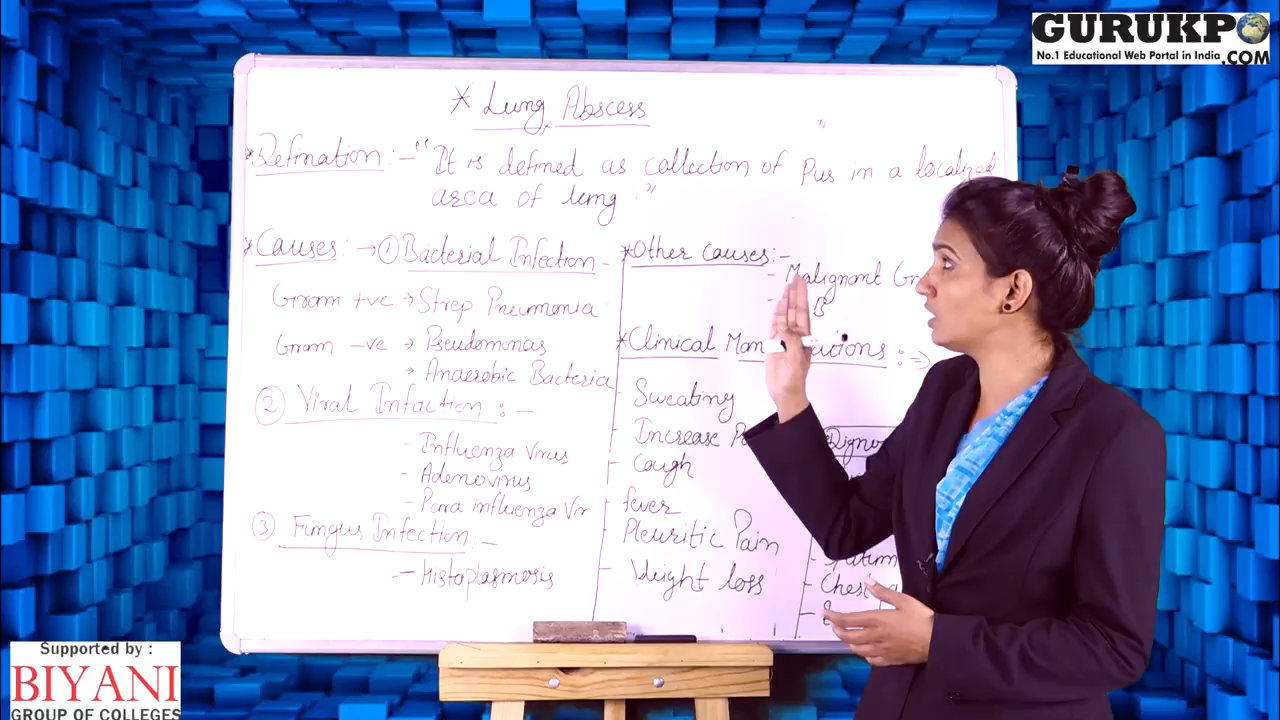 GURUKPO
No.1 Educational Web Portal in India
.COM
* Lung Abscess
* Defination :- "It is defined as collection of Pus in a localized
area of lung."
* Causes :→ ① Bacterial Infection -
Gram +ve → Strep Pneumonia
Gram -ve → Pseudomonas
→ Anaerobic Bacteria
② Viral Infaction :-
- Influenza Virus
- Adenovirus
- Para influenza Vir
③ Fungus Infection :-
- Histoplasmosis
* Other causes :-
- Malignant
* Clinical
Sweating
Increase
Cough
fever
Pleuritic Pain
Weight loss
Supported by :
BIYANI
GROUP OF COLLEGES